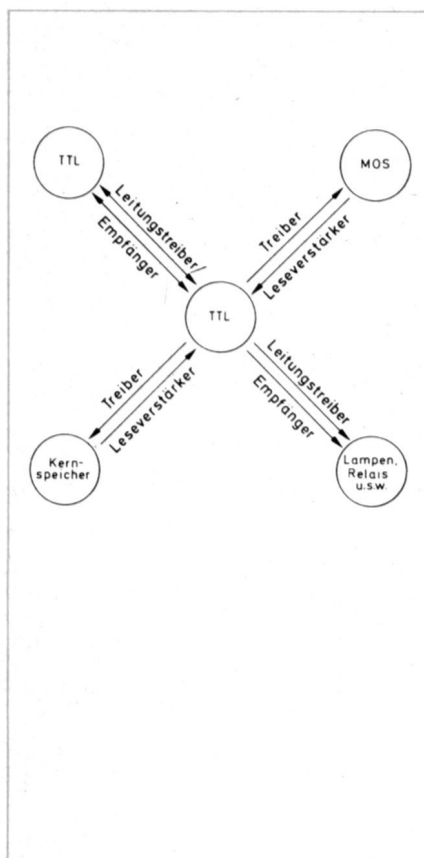 TTL
Leitungstreiber/
Empfänger
MOS
Treiber
Leseverstärker
TTL
Treiber
Leseverstärker
Kern-
speicher
Leitungstreiber
Empfänger
Lampen,
Relais
u.s.w.